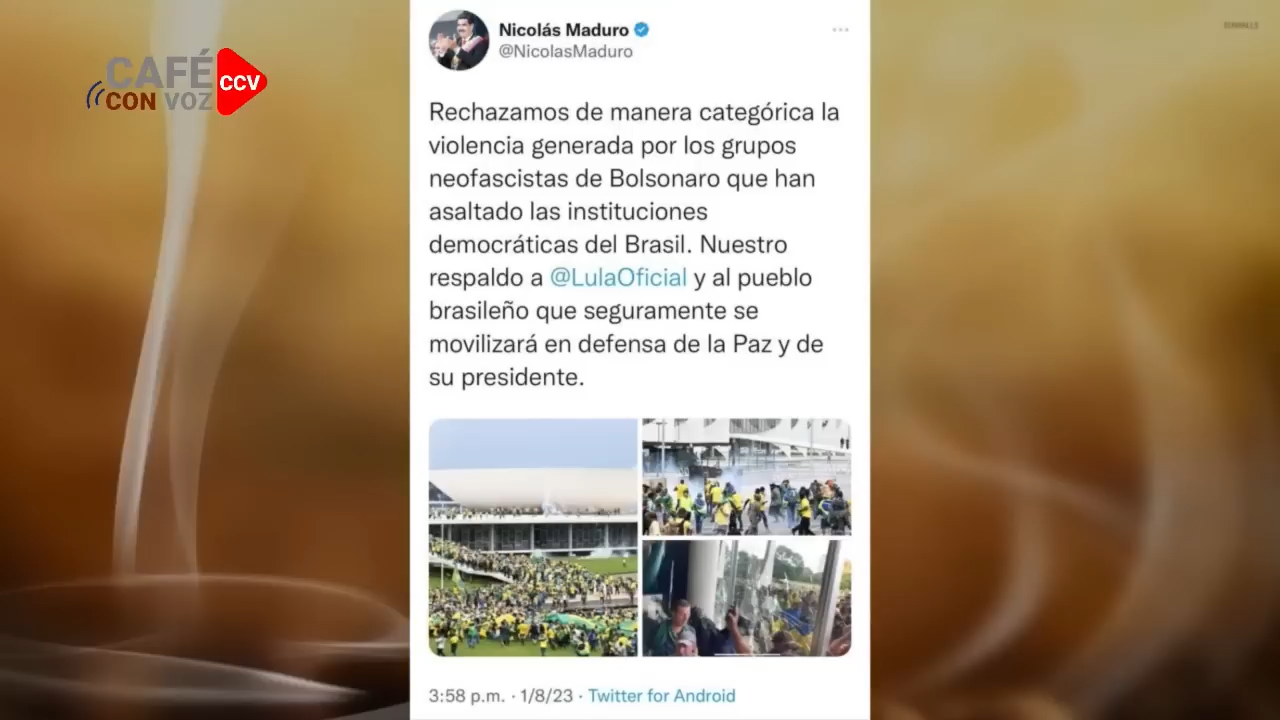 CAFÉ
CON VOZ
CCV
Nicolás Maduro
@NicolasMaduro
Rechazamos de manera categórica la
violencia generada por los grupos
neofascistas de Bolsonaro que han
asaltado las instituciones
democráticas del Brasil. Nuestro
respaldo a @LulaOficial y al pueblo
brasileño que seguramente se
movilizará en defensa de la Paz y de
su presidente.
3:58 p.m. · 1/8/23 · Twitter for Android